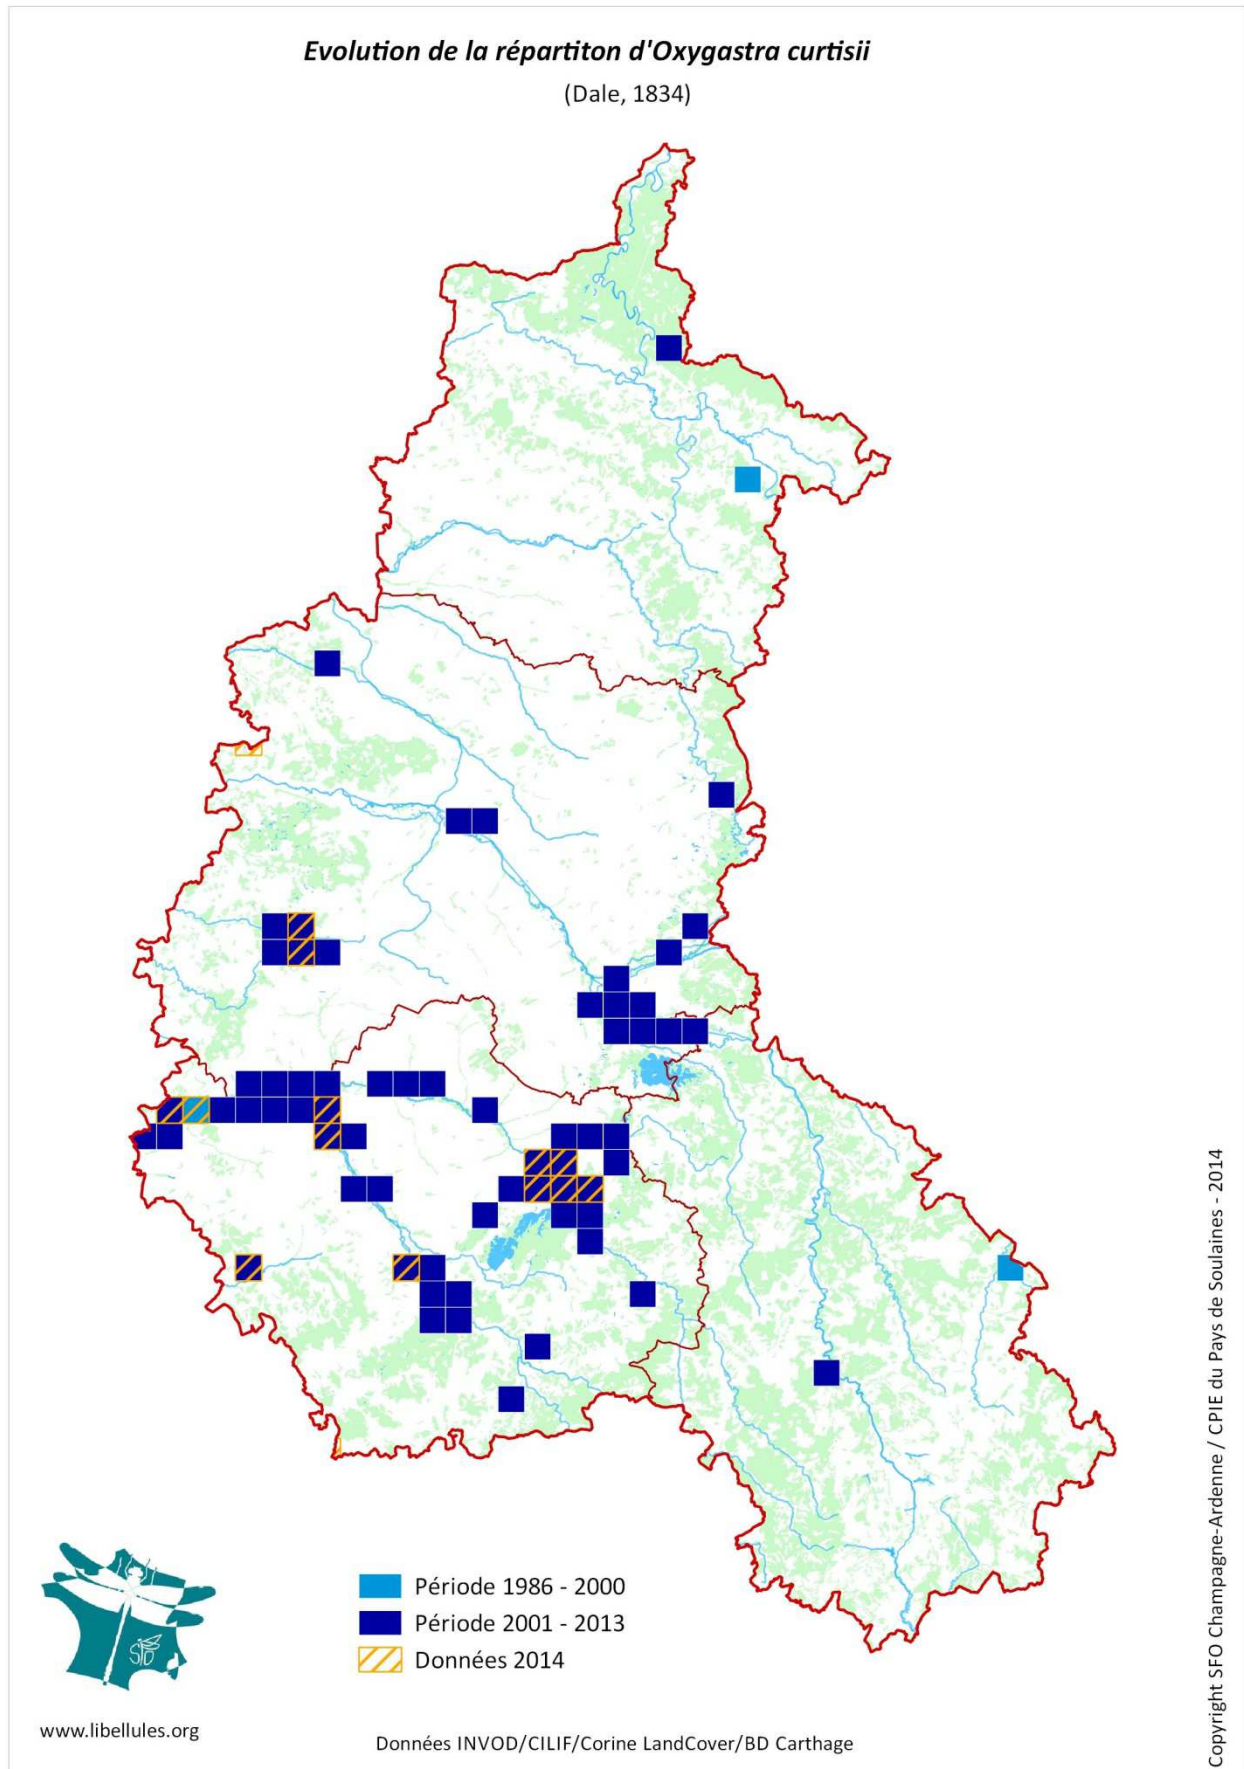 Evolution de la répartiton d'Oxygastra curtisii
(Dale, 1834)
Période 1986 - 2000
Période 2001 - 2013
Données 2014
SfO
www.libellules.org
Données INVOD/CILIF/Corine LandCover/BD Carthage
Copyright SFO Champagne-Ardenne / CPIE du Pays de Soulaines - 2014